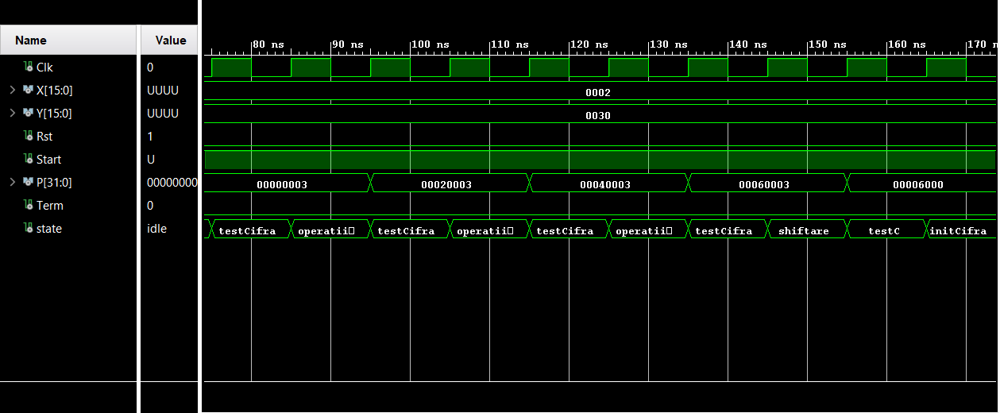 Name Value
80 ns 90 ns 100 ns 110 ns 120 ns 130 ns 140 ns 150 ns 160 ns 170 n
Clk 0
X[15:0] UUUU 0002
Y[15:0] UUUU 0030
Rst 1
Start U
P[31:0] 00000000 00000003 00020003 00040003 00060003 00006000
Term 0
state idle testCifra operatii testCifra operatii testCifra operatii testCifra shiftare testC initCifra